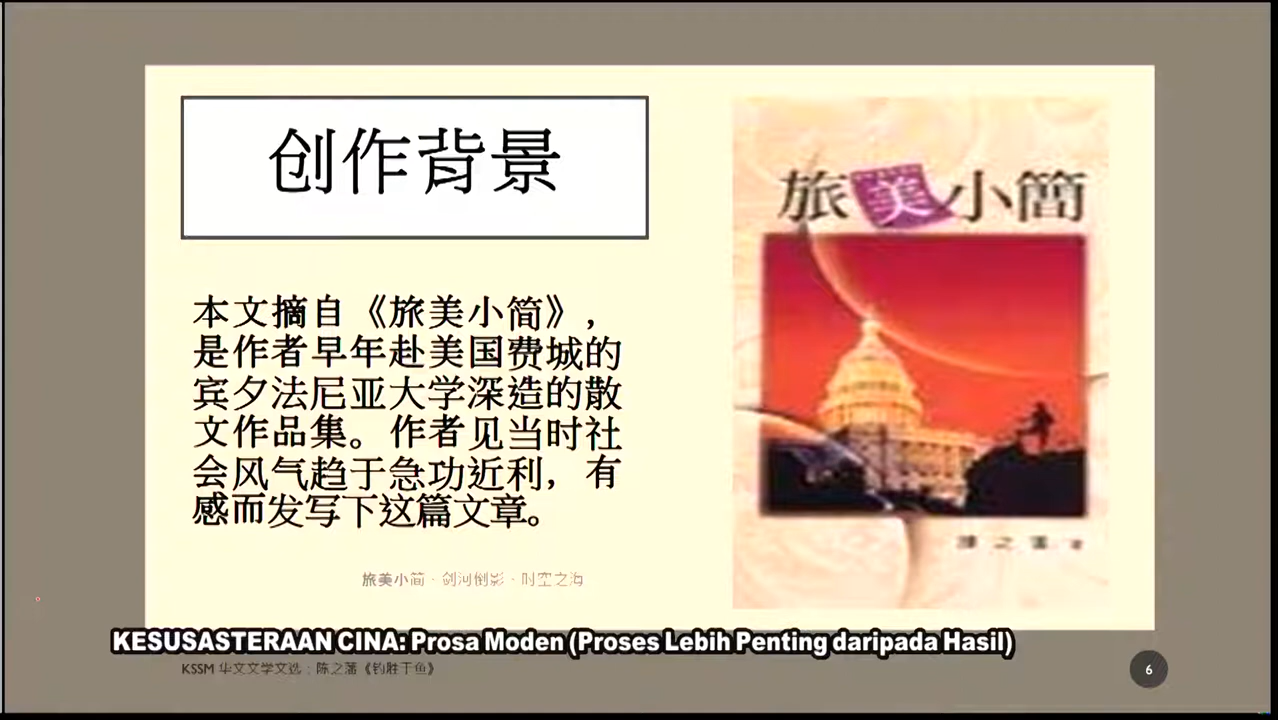 创作背景
本文摘自《旅美小简》，
是作者早年赴美国费城的
宾夕法尼亚大学深造的散
文作品集。作者见当时社
会风气趋于急功近利，有
感而发写下这篇文章。
旅美小简·剑河倒影·时空之海
旅美小簡
之
KESUSASTERAAN CINA: Prosa Moden (Proses Lebih Penting daripada Hasil)
KSSM 华文文学文选：陈之藩《钓胜于鱼》
6